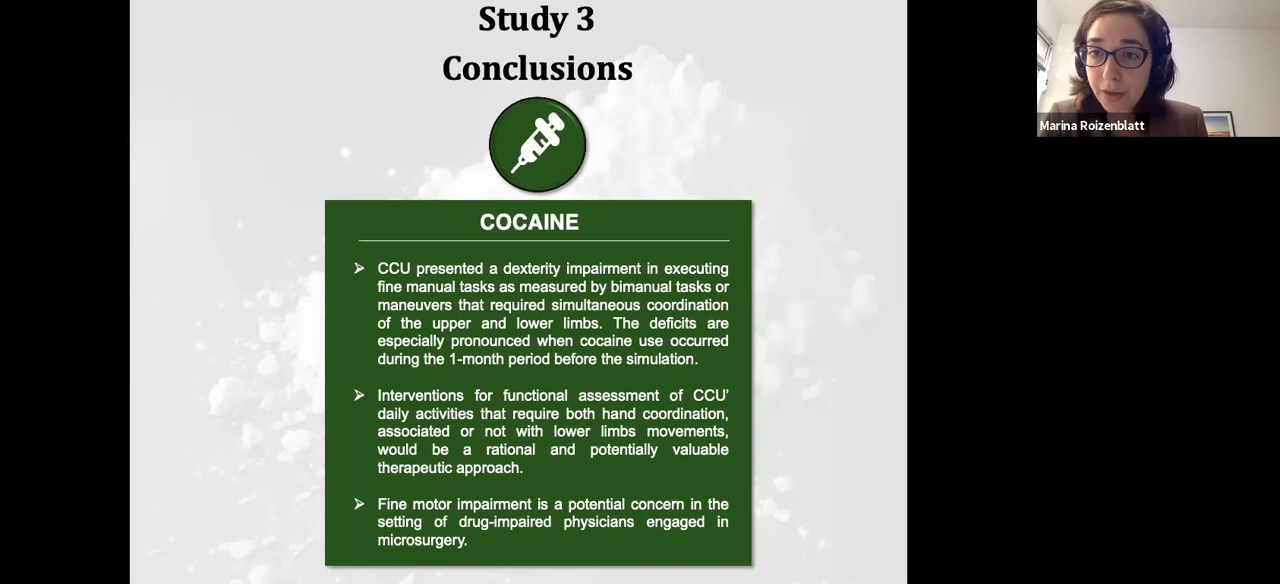 Study 3
Conclusions
COCAINE
➢ CCU presented a dexterity impairment in executing
fine manual tasks as measured by bimanual tasks or
maneuvers that required simultaneous coordination
of the upper and lower limbs. The deficits are
especially pronounced when cocaine use occurred
during the 1-month period before the simulation.
➢ Interventions for functional assessment of CCU'
daily activities that require both hand coordination,
associated or not with lower limbs movements,
would be a rational and potentially valuable
therapeutic approach.
➢ Fine motor impairment is a potential concern in the
setting of drug-impaired physicians engaged in
microsurgery.
Marina Roizenblatt